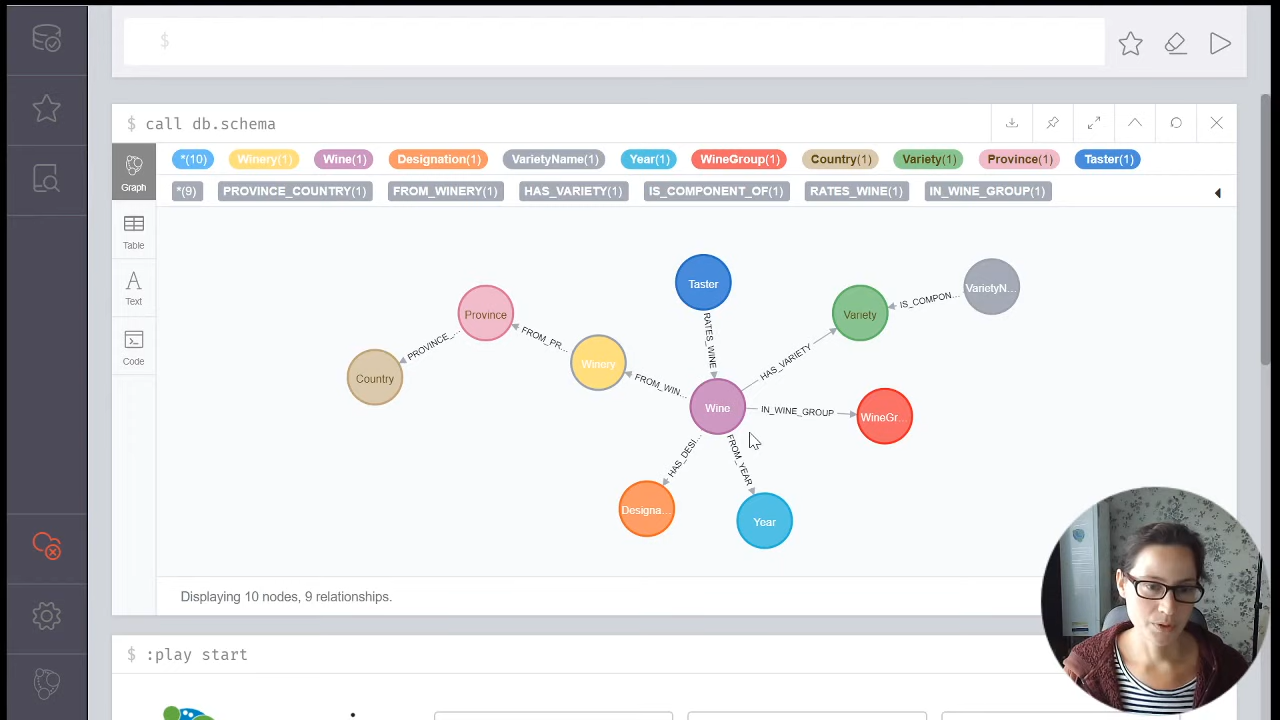 $
$ call db.schema
*(10) Winery(1) Wine(1) Designation(1) VarietyName(1) Year(1) WineGroup(1) Country(1) Variety(1) Province(1) Taster(1)
*(9) PROVINCE_COUNTRY(1) FROM_WINERY(1) HAS_VARIETY(1) IS_COMPONENT_OF(1) RATES_WINE(1) IN_WINE_GROUP(1)
Graph
Table
Text
Code
Taster
VarietyN...
IS_COMPON...
Province
Variety
RATES_WINE
FROM_PR...
PROVINCE_...
HAS_VARIETY
Winery
Country
FROM_WIN...
Wine
IN_WINE_GROUP
WineGr...
HAS_DESI...
FROM_YEAR
Designa...
Year
Displaying 10 nodes, 9 relationships.
$ :play start